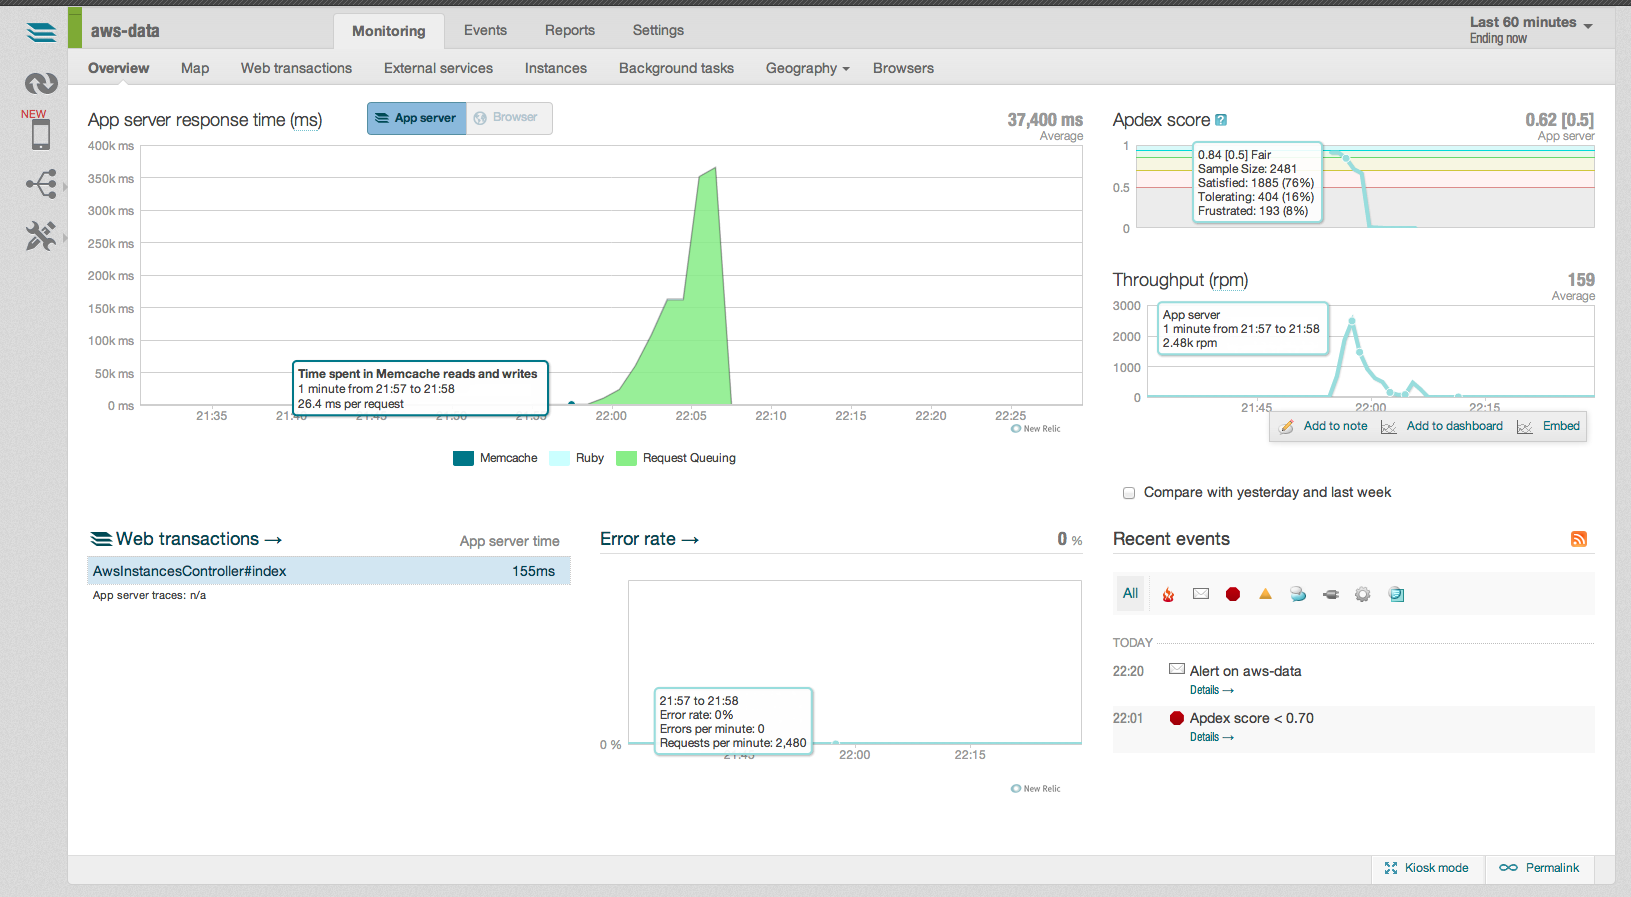 aws-data
Monitoring
Events
Reports
Settings
Last 60 minutes
Ending now
NEW
Overview
Map
Web transactions
External services
Instances
Background tasks
Geography
Browsers
App server response time (ms)
App server
Browser
37,400 ms
Average
400k ms
350k ms
300k ms
250k ms
200k ms
150k ms
100k ms
50k ms
0 ms
Time spent in Memcache reads and writes
1 minute from 21:57 to 21:58
26.4 ms per request
21:35
22:00
22:05
22:10
22:15
22:20
22:25
New Relic
Memcache
Ruby
Request Queuing
Apdex score ?
0.62 [0.5]
App server
1
0.5
0
0.84 [0.5] Fair
Sample Size: 2481
Satisfied: 1885 (76%)
Tolerating: 404 (16%)
Frustrated: 193 (8%)
Throughput (rpm)
159
Average
3000
2000
1000
0
App server
1 minute from 21:57 to 21:58
2.48k rpm
21:45
22:00
22:15
Add to note
Add to dashboard
Embed
Compare with yesterday and last week
Web transactions →
App server time
AwsInstancesController#index
155ms
App server traces: n/a
Error rate →
0 %
0 %
21:57 to 21:58
Error rate: 0%
Errors per minute: 0
Requests per minute: 2,480
21:45
22:00
22:15
New Relic
Recent events
All
TODAY
22:20
Alert on aws-data
Details →
22:01
Apdex score < 0.70
Details →
Kiosk mode
Permalink